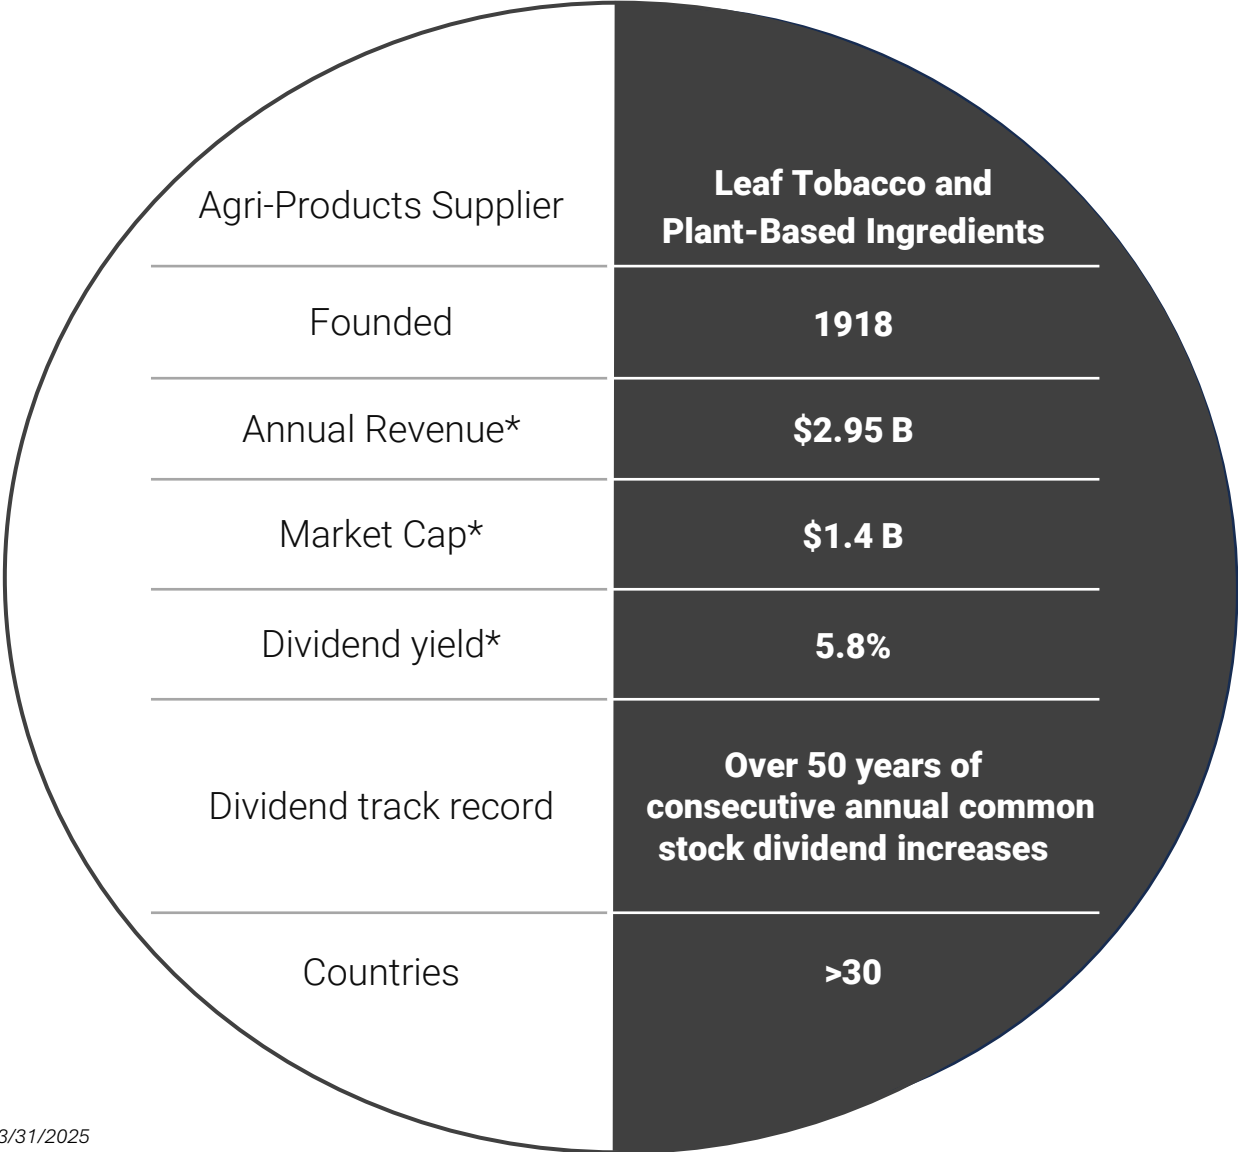 Agri-Products Supplier
Leaf Tobacco and
Plant-Based Ingredients
Founded
1918
Annual Revenue*
$2.95 B
Market Cap*
$1.4 B
Dividend yield*
5.8%
Dividend track record
Over 50 years of
consecutive annual common
stock dividend increases
Countries
>30
3/31/2025